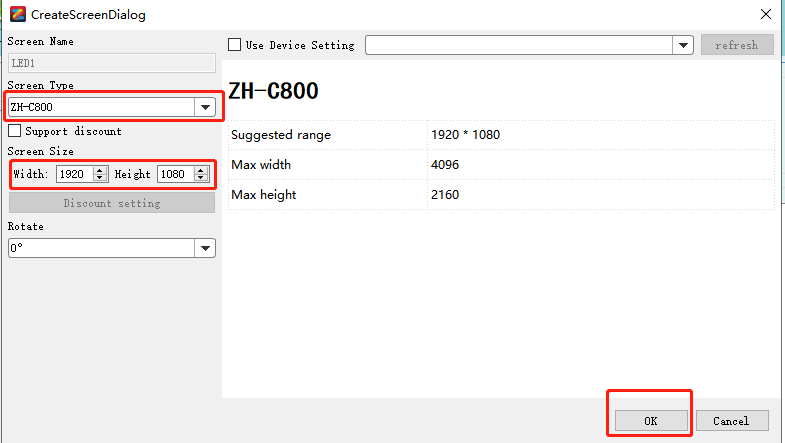 CreateScreenDialog
Screen Name
LED1
Screen Type
ZH-C800
Support discount
Screen Size
Width: 1920 Height 1080
Discount setting
Rotate
0°
Use Device Setting refresh
ZH-C800
Suggested range 1920 * 1080
Max width 4096
Max height 2160
OK Cancel